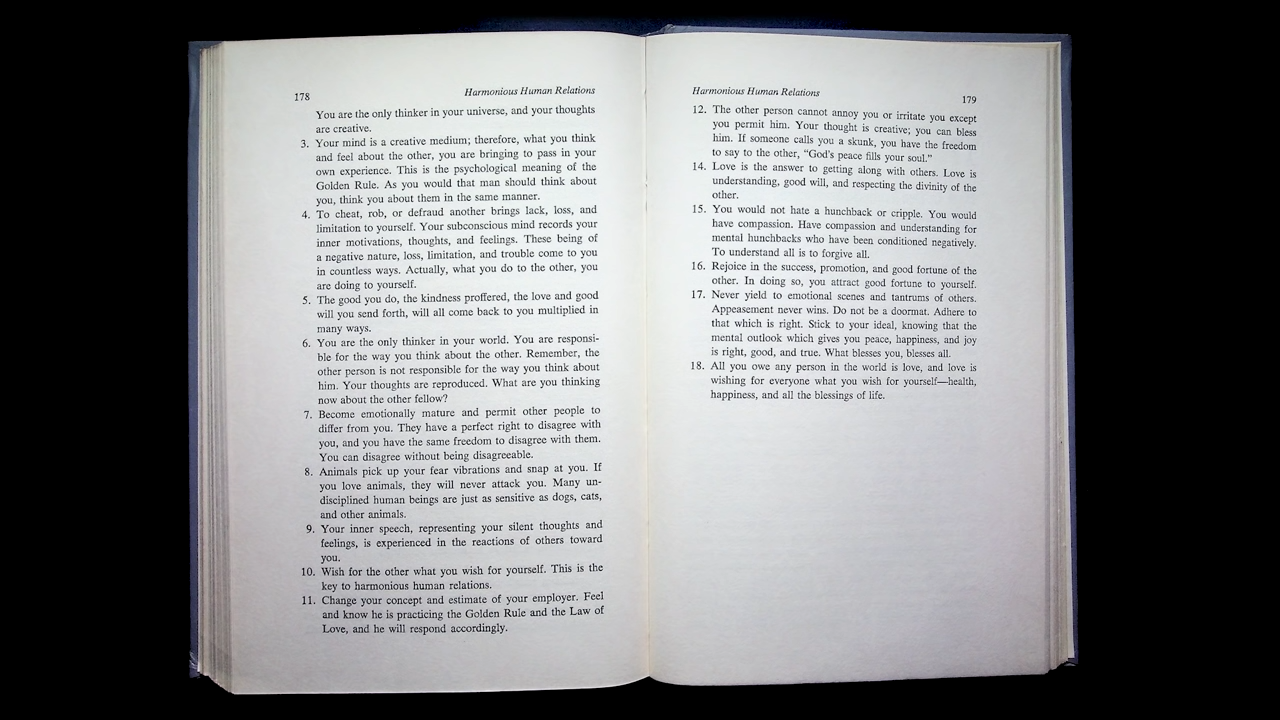 178
Harmonious Human Relations
You are the only thinker in your universe, and your thoughts
are creative.
3. Your mind is a creative medium; therefore, what you think
and feel about the other, you are bringing to pass in your
own experience. This is the psychological meaning of the
Golden Rule. As you would that man should think about
you, think you about them in the same manner.
4. To cheat, rob, or defraud another brings lack, loss, and
limitation to yourself. Your subconscious mind records your
inner motivations, thoughts, and feelings. These being of
a negative nature, loss, limitation, and trouble come to you
in countless ways. Actually, what you do to the other, you
are doing to yourself.
5. The good you do, the kindness proffered, the love and good
will you send forth, will all come back to you multiplied in
many ways.
6. You are the only thinker in your world. You are responsi-
ble for the way you think about the other. Remember, the
other person is not responsible for the way you think about
him. Your thoughts are reproduced. What are you thinking
now about the other fellow?
7. Become emotionally mature and permit other people to
differ from you. They have a perfect right to disagree with
you, and you have the same freedom to disagree with them.
You can disagree without being disagreeable.
8. Animals pick up your fear vibrations and snap at you. If
you love animals, they will never attack you. Many un-
disciplined human beings are just as sensitive as dogs, cats,
and other animals.
9. Your inner speech, representing your silent thoughts and
feelings, is experienced in the reactions of others toward
you.
10. Wish for the other what you wish for yourself. This is the
key to harmonious human relations.
11. Change your concept and estimate of your employer. Feel
and know he is practicing the Golden Rule and the Law of
Love, and he will respond accordingly.
Harmonious Human Relations
179
12. The other person cannot annoy you or irritate you except
you permit him. Your thought is creative; you can bless
him. If someone calls you a skunk, you have the freedom
to say to the other, “God's peace fills your soul.”
14. Love is the answer to getting along with others. Love is
understanding, good will, and respecting the divinity of the
other.
15. You would not hate a hunchback or cripple. You would
have compassion. Have compassion and understanding for
mental hunchbacks who have been conditioned negatively.
To understand all is to forgive all.
16. Rejoice in the success, promotion, and good fortune of the
other. In doing so, you attract good fortune to yourself.
17. Never yield to emotional scenes and tantrums of others.
Appeasement never wins. Do not be a doormat. Adhere to
that which is right. Stick to your ideal, knowing that the
mental outlook which gives you peace, happiness, and joy
is right, good, and true. What blesses you, blesses all.
18. All you owe any person in the world is love, and love is
wishing for everyone what you wish for yourself—health,
happiness, and all the blessings of life.